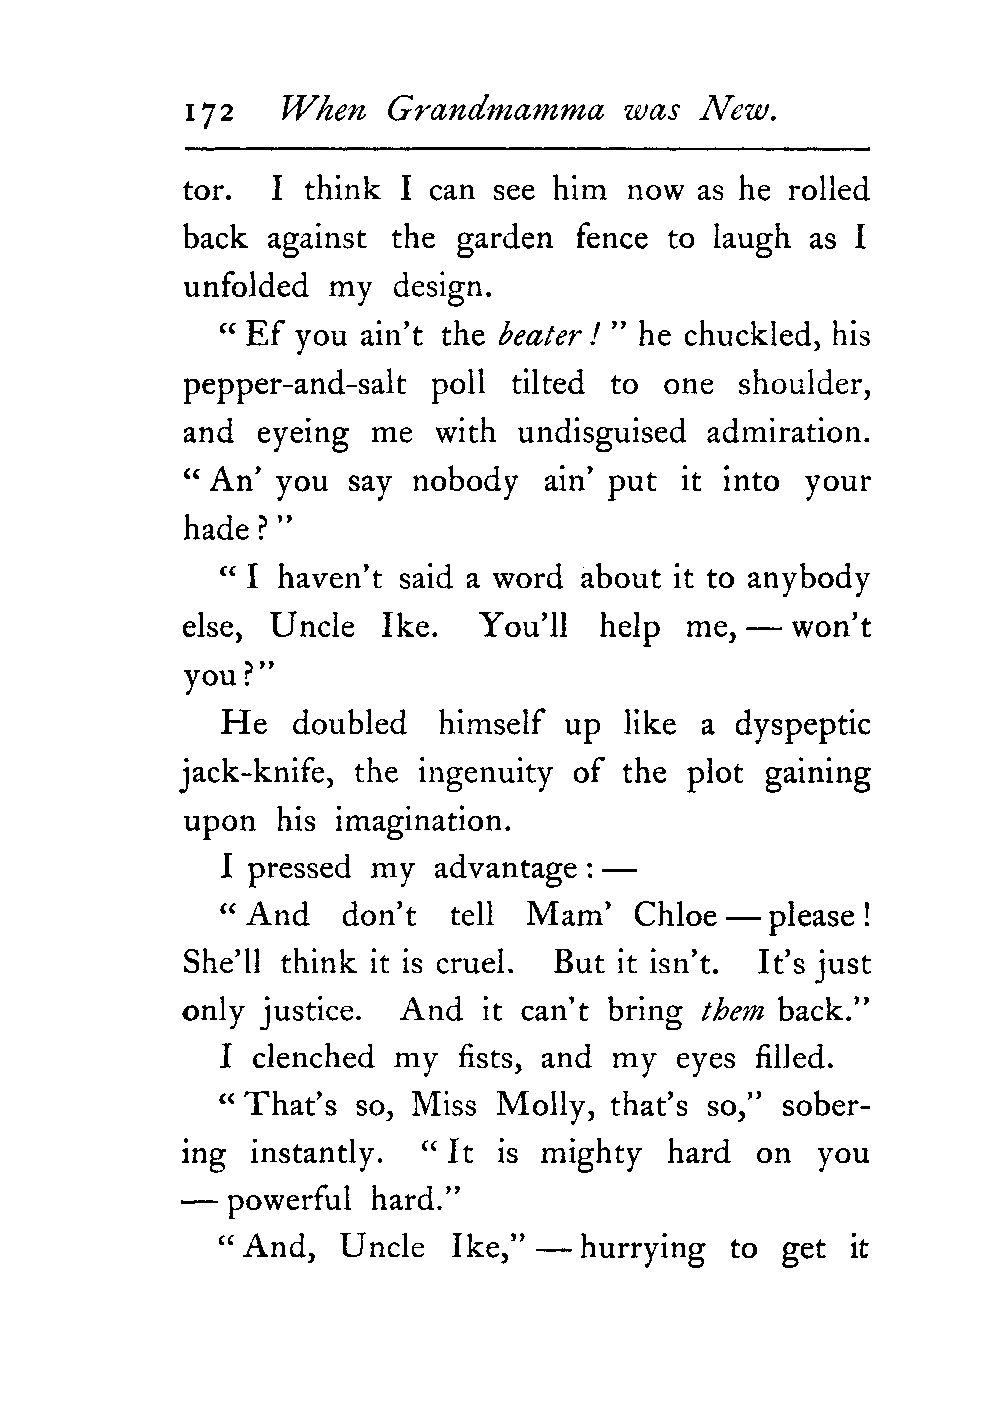 172 When Grandmamma was New.
tor. I think I can see him now as he rolled
back against the garden fence to laugh as I
unfolded my design.
“Ef you ain’t the beater!” he chuckled, his
pepper-and-salt poll tilted to one shoulder,
and eyeing me with undisguised admiration.
“An’ you say nobody ain’ put it into your
hade?”
“I haven’t said a word about it to anybody
else, Uncle Ike. You’ll help me,—won’t
you?”
He doubled himself up like a dyspeptic
jack-knife, the ingenuity of the plot gaining
upon his imagination.
I pressed my advantage:—
“And don’t tell Mam’ Chloe—please!
She’ll think it is cruel. But it isn’t. It’s just
only justice. And it can’t bring them back.”
I clenched my fists, and my eyes filled.
“That’s so, Miss Molly, that’s so,” sober-
ing instantly. “It is mighty hard on you
—powerful hard.”
“And, Uncle Ike,”—hurrying to get it